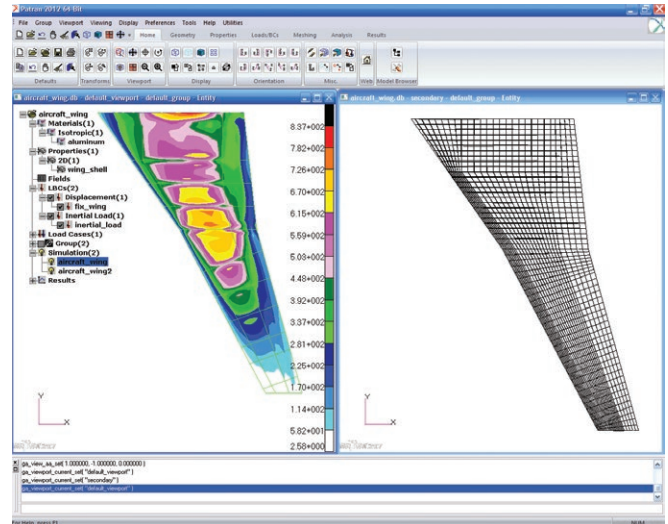 Patran 2012 64-Bit
File Group Viewport Viewing Display Preferences Tools Help Utilities
Home Geometry Properties Loads/BCs Meshing Analysis Results
Defaults Transforms Viewport Display Orientation Misc. Web Model Browser
aircraft_wing.db - default_viewport - default_group - Entity
aircraft_wing.db - secondary - default_group - Entity
aircraft_wing
Materials(1)
Isotropic(1)
aluminum
Properties(1)
2D(1)
wing_shell
Fields
LBCs(2)
Displacement(1)
fix_wing
Inertial Load(1)
inertial_load
Load Cases(1)
Group(2)
Simulation(2)
aircraft_wing
aircraft_wing2
Results
8.37+002
7.82+002
7.26+002
6.70+002
6.15+002
5.59+002
5.03+002
4.48+002
3.92+002
3.37+002
2.81+002
2.25+002
1.70+002
1.14+002
5.82+001
2.58+000
Y
X
Y
X
ga_view_aa_set( 1.000000, -1.000000, 0.000000 )
ga_viewport_current_set( "default_viewport" )
ga_viewport_current_set( "secondary" )
ga_viewport_current_set( "default_viewport" )
For Help, press F1
NUM